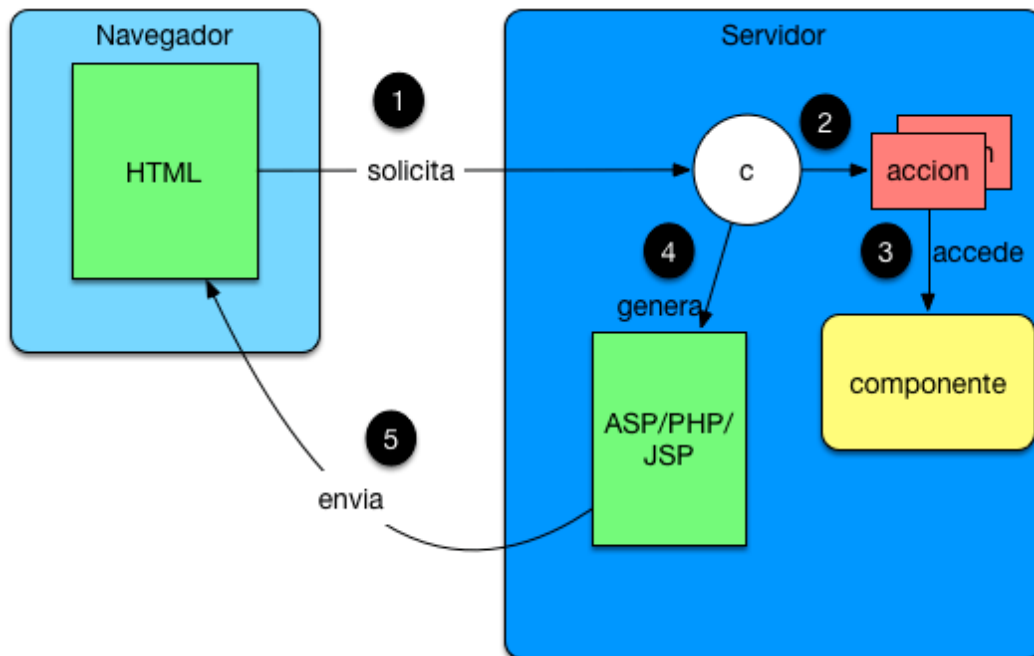 Navegador
Servidor
HTML
1
solicita
c
2
accion
n
3
accede
4
genera
componente
ASP/PHP/
JSP
5
envia